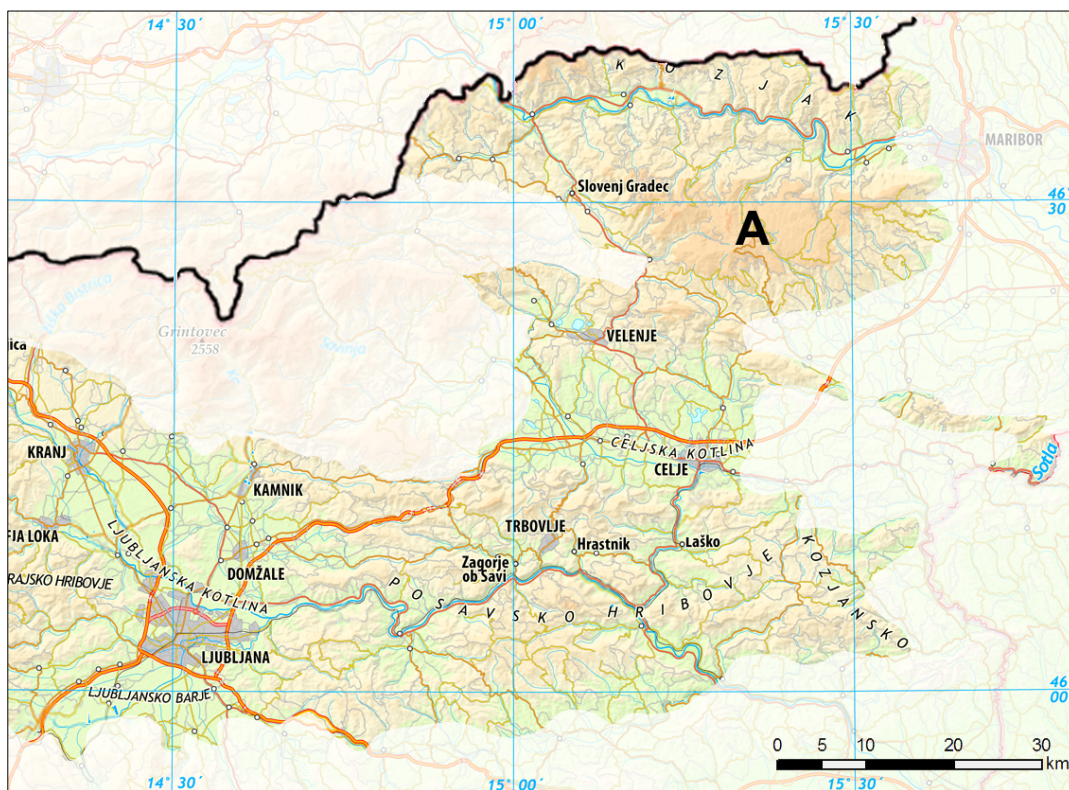 14° 30´
15° 00´
15° 30´
KOZJAK
MARIBOR
Slovenj Gradec
46°
30´
A
Grintovec
2558
Savinja
VELENJE
KRANJ
CELJSKA KOTLINA
CELJE
Sotla
KAMNIK
TRBOVLJE
FJA LOKA
LJUBLJANSKA KOTLINA
Hrastnik
Laško
DOMŽALE
Zagorje
ob Savi
RAJSKO HRIBOVJE
POSAVSKO HRIBOVJE
KOZJANSKO
LJUBLJANA
LJUBLJANSKO BARJE
46°
00´
0 5 10 20 30
km
14° 30´
15° 00´
15° 30´